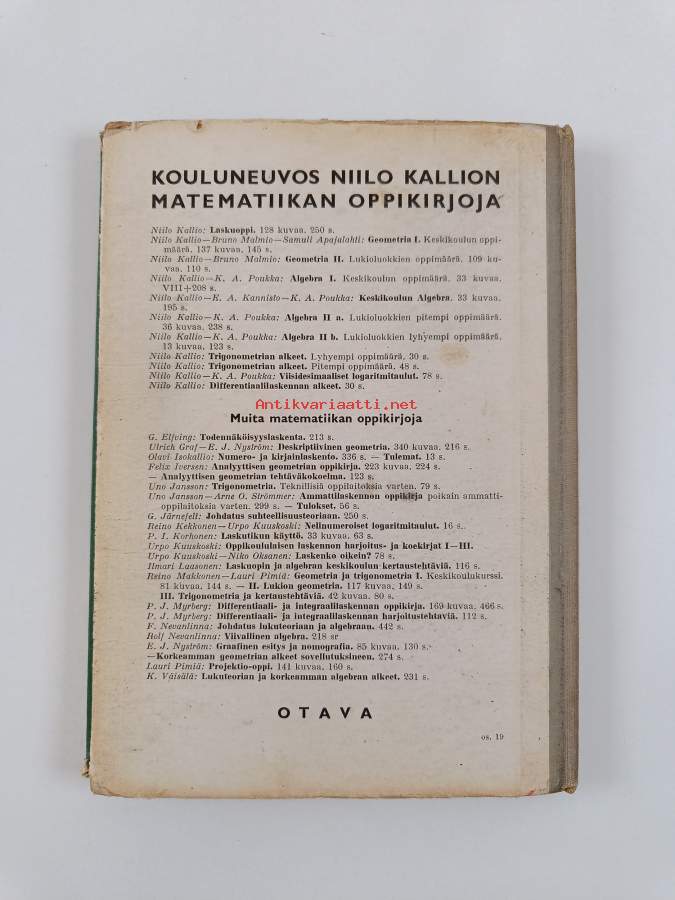 KOULUNEUVOS NIILO KALLION
MATEMATIIKAN OPPIKIRJOJA
Niilo Kallio: Laskuoppi. 128 kuvaa. 250 s.
Niilo Kallio—Bruno Malmio—Samuli Apajalahti: Geometria I. Keskikoulun oppi-
määrä. 137 kuvaa. 145 s.
Niilo Kallio—Bruno Malmio: Geometria II. Lukioluokkien oppimäärä. 109 ku-
vaa. 110 s.
Niilo Kallio—K. A. Poukka: Algebra I. Keskikoulun oppimäärä. 33 kuvaa.
VIII+208 s.
Niilo Kallio—E. A. Kannisto—K. A. Poukka: Keskikoulun Algebra. 33 kuvaa.
195 s.
Niilo Kallio—K. A. Poukka: Algebra II a. Lukioluokkien pitempi oppimäärä.
36 kuvaa. 238 s.
Niilo Kallio—K. A. Poukka: Algebra II b. Lukioluokkien lyhyempi oppimäärä.
13 kuvaa. 123 s.
Niilo Kallio: Trigonometrian alkeet. Lyhyempi oppimäärä. 30 s.
Niilo Kallio: Trigonometrian alkeet. Pitempi oppimäärä. 48 s.
Niilo Kallio—K. A. Poukka: Viisidesimaaliset logaritmitaulut. 78 s.
Niilo Kallio: Differentiaalilaskennan alkeet. 30 s.
Antikvariaatti.net
Muita matematiikan oppikirjoja
G. Elfving: Todennäköisyyslaskenta. 213 s.
Ulrich Graf—E. J. Nyström: Deskriptiivinen geometria. 340 kuvaa. 216 s.
Olavi Isokallio: Numero- ja kirjainlaskento. 336 s. — Tulemat. 13 s.
Felix Iversen: Analyyttisen geometrian oppikirja. 223 kuvaa. 224 s.
— Analyyttisen geometrian tehtäväkokoelma. 123 s.
Uno Jansson: Trigonometria. Teknillisiä oppilaitoksia varten. 79 s.
Uno Jansson—Arne O. Strömmer: Ammattilaskennon oppikirja poikain ammatti-
oppilaitoksia varten. 299 s. — Tulokset. 56 s.
G. Järnefelt: Johdatus suhteellisuusteoriaan. 250 s.
Reino Kekkonen—Urpo Kuuskoski: Nelinumeroiset logaritmitaulut. 16 s.
P. I. Korhonen: Laskutikun käyttö. 33 kuvaa. 63 s.
Urpo Kuuskoski: Oppikoululaisen laskennon harjoitus- ja koekirjat I—III.
Urpo Kuuskoski—Niko Oksanen: Laskenko oikein? 78 s.
Ilmari Laasonen: Laskuopin ja algebran keskikoulun kertaustehtäviä. 116 s.
Reino Makkonen—Lauri Pimiä: Geometria ja trigonometria I. Keskikoulukurssi.
81 kuvaa. 144 s. — II. Lukion geometria. 117 kuvaa. 149 s.
III. Trigonometria ja kertaustehtäviä. 42 kuvaa. 80 s.
P. J. Myrberg: Differentiaali- ja integraalilaskennan oppikirja. 169 kuvaa. 466 s.
P. J. Myrberg: Differentiaali- ja integraalilaskennan harjoitustehtäviä. 112 s.
F. Nevanlinna: Johdatus lukuteoriaan ja algebraan. 442 s.
Rolf Nevanlinna: Viivallinen algebra. 218 sr
E. J. Nyström: Graafinen esitys ja nomografia. 85 kuvaa. 130 s.
—Korkeamman geometrian alkeet sovellutuksineen. 274 s.
Lauri Pimiä: Projektio-oppi. 141 kuvaa. 160 s.
K. Väisälä: Lukuteorian ja korkeamman algebran alkeet. 231 s.
OTAVA
os. 19